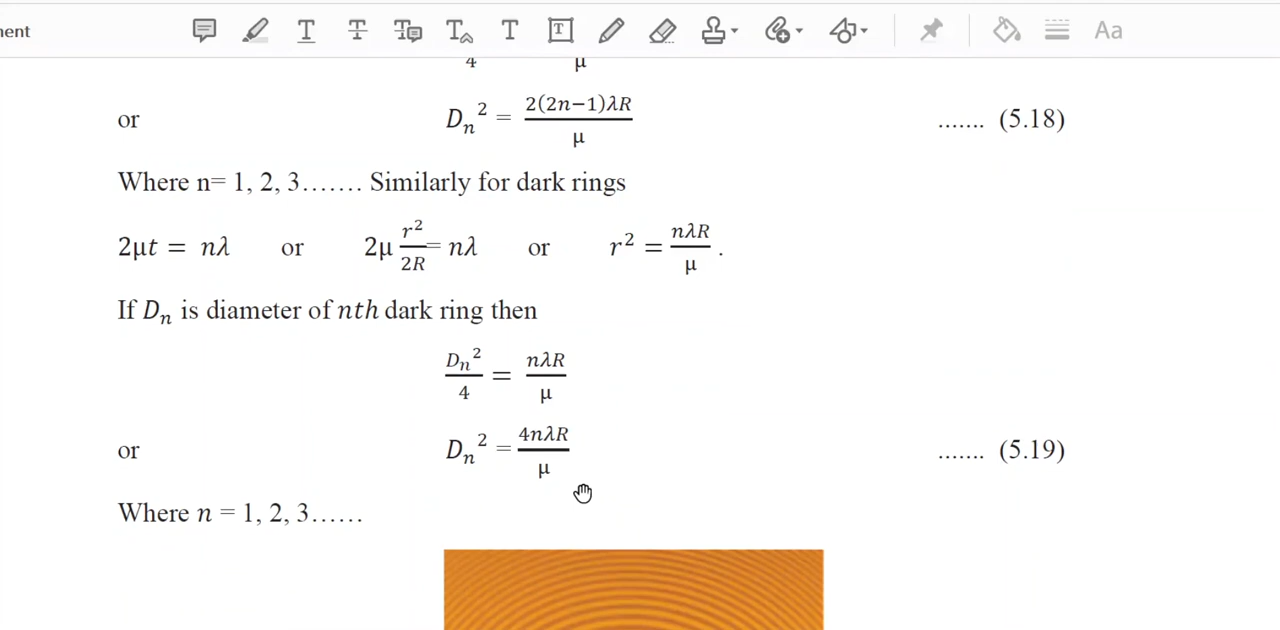 ent
T T T T T T Aa
4 μ
or Dₙ² = 2(2n−1)λR / μ ....... (5.18)
Where n= 1, 2, 3……. Similarly for dark rings
2μt = nλ or 2μ r²/2R = nλ or r² = nλR / μ .
If Dₙ is diameter of nth dark ring then
Dₙ²/4 = nλR / μ
or Dₙ² = 4nλR / μ ....... (5.19)
Where n = 1, 2, 3……